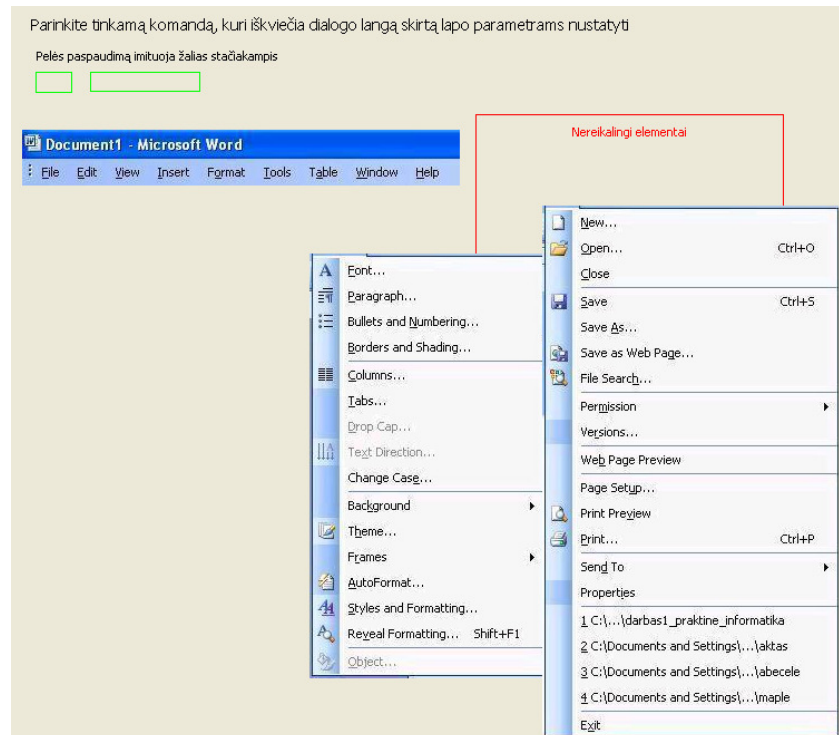 Parinkite tinkamą komandą, kuri iškviečia dialogo langą skirtą lapo parametrams nustatyti
Pelės paspaudimą imituoja žalias stačiakampis
Nereikalingi elementai
Document1 - Microsoft Word
File Edit View Insert Format Tools Table Window Help
Font...
Paragraph...
Bullets and Numbering...
Borders and Shading...
Columns...
Tabs...
Drop Cap...
Text Direction...
Change Case...
Background
Theme...
Frames
AutoFormat...
Styles and Formatting...
Reveal Formatting... Shift+F1
Object...
New...
Open... Ctrl+O
Close
Save Ctrl+S
Save As...
Save as Web Page...
File Search...
Permission
Versions...
Web Page Preview
Page Setup...
Print Preview
Print... Ctrl+P
Send To
Properties
1 C:\...\darbas1_praktine_informatika
2 C:\Documents and Settings\...\aktas
3 C:\Documents and Settings\...\abecele
4 C:\Documents and Settings\...\maple
Exit